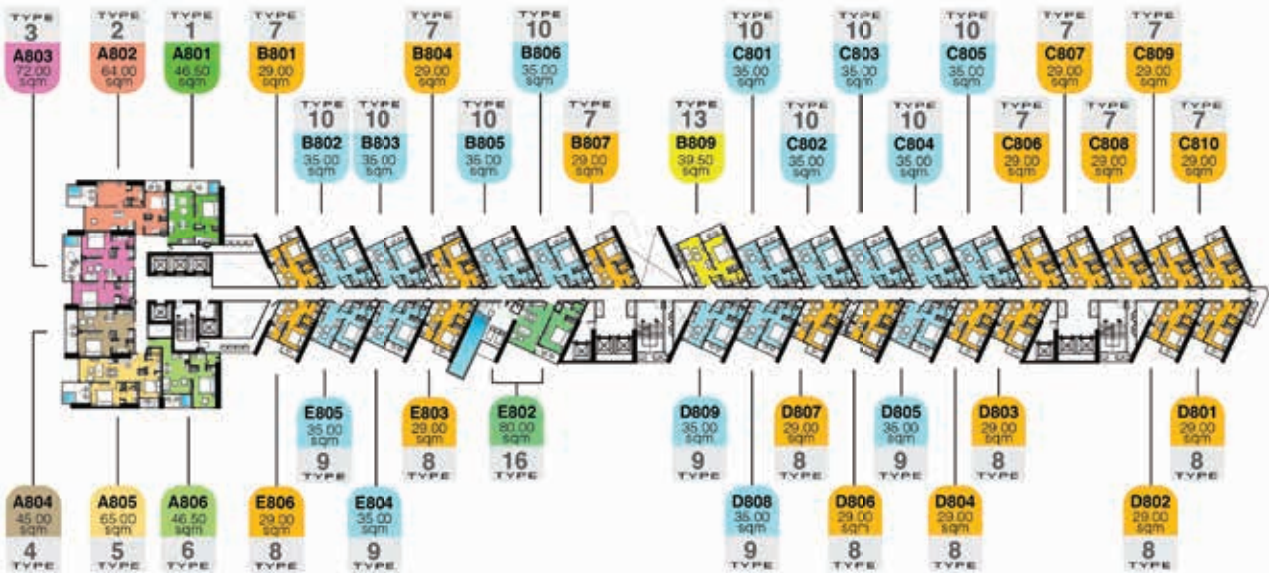 TYPE
3
A803
72.00
sqm
TYPE
2
A802
64.00
sqm
TYPE
1
A801
46.50
sqm
TYPE
7
B801
29.00
sqm
TYPE
7
B804
29.00
sqm
TYPE
10
B806
35.00
sqm
TYPE
10
C801
35.00
sqm
TYPE
10
C803
35.00
sqm
TYPE
10
C805
35.00
sqm
TYPE
7
C807
29.00
sqm
TYPE
7
C809
29.00
sqm
TYPE
10
B802
35.00
sqm
TYPE
10
B803
35.00
sqm
TYPE
10
B805
35.00
sqm
TYPE
7
B807
29.00
sqm
TYPE
13
B809
39.50
sqm
TYPE
10
C802
35.00
sqm
TYPE
10
C804
35.00
sqm
TYPE
7
C806
29.00
sqm
TYPE
7
C808
29.00
sqm
TYPE
7
C810
29.00
sqm
E805
35.00
sqm
9
TYPE
E803
29.00
sqm
8
TYPE
E802
80.00
sqm
16
TYPE
D809
35.00
sqm
9
TYPE
D807
29.00
sqm
8
TYPE
D805
35.00
sqm
9
TYPE
D803
29.00
sqm
8
TYPE
D801
29.00
sqm
8
TYPE
A804
45.00
sqm
4
TYPE
A805
65.00
sqm
5
TYPE
A806
46.50
sqm
6
TYPE
E806
29.00
sqm
8
TYPE
E804
35.00
sqm
9
TYPE
D808
35.00
sqm
9
TYPE
D806
29.00
sqm
8
TYPE
D804
29.00
sqm
8
TYPE
D802
29.00
sqm
8
TYPE